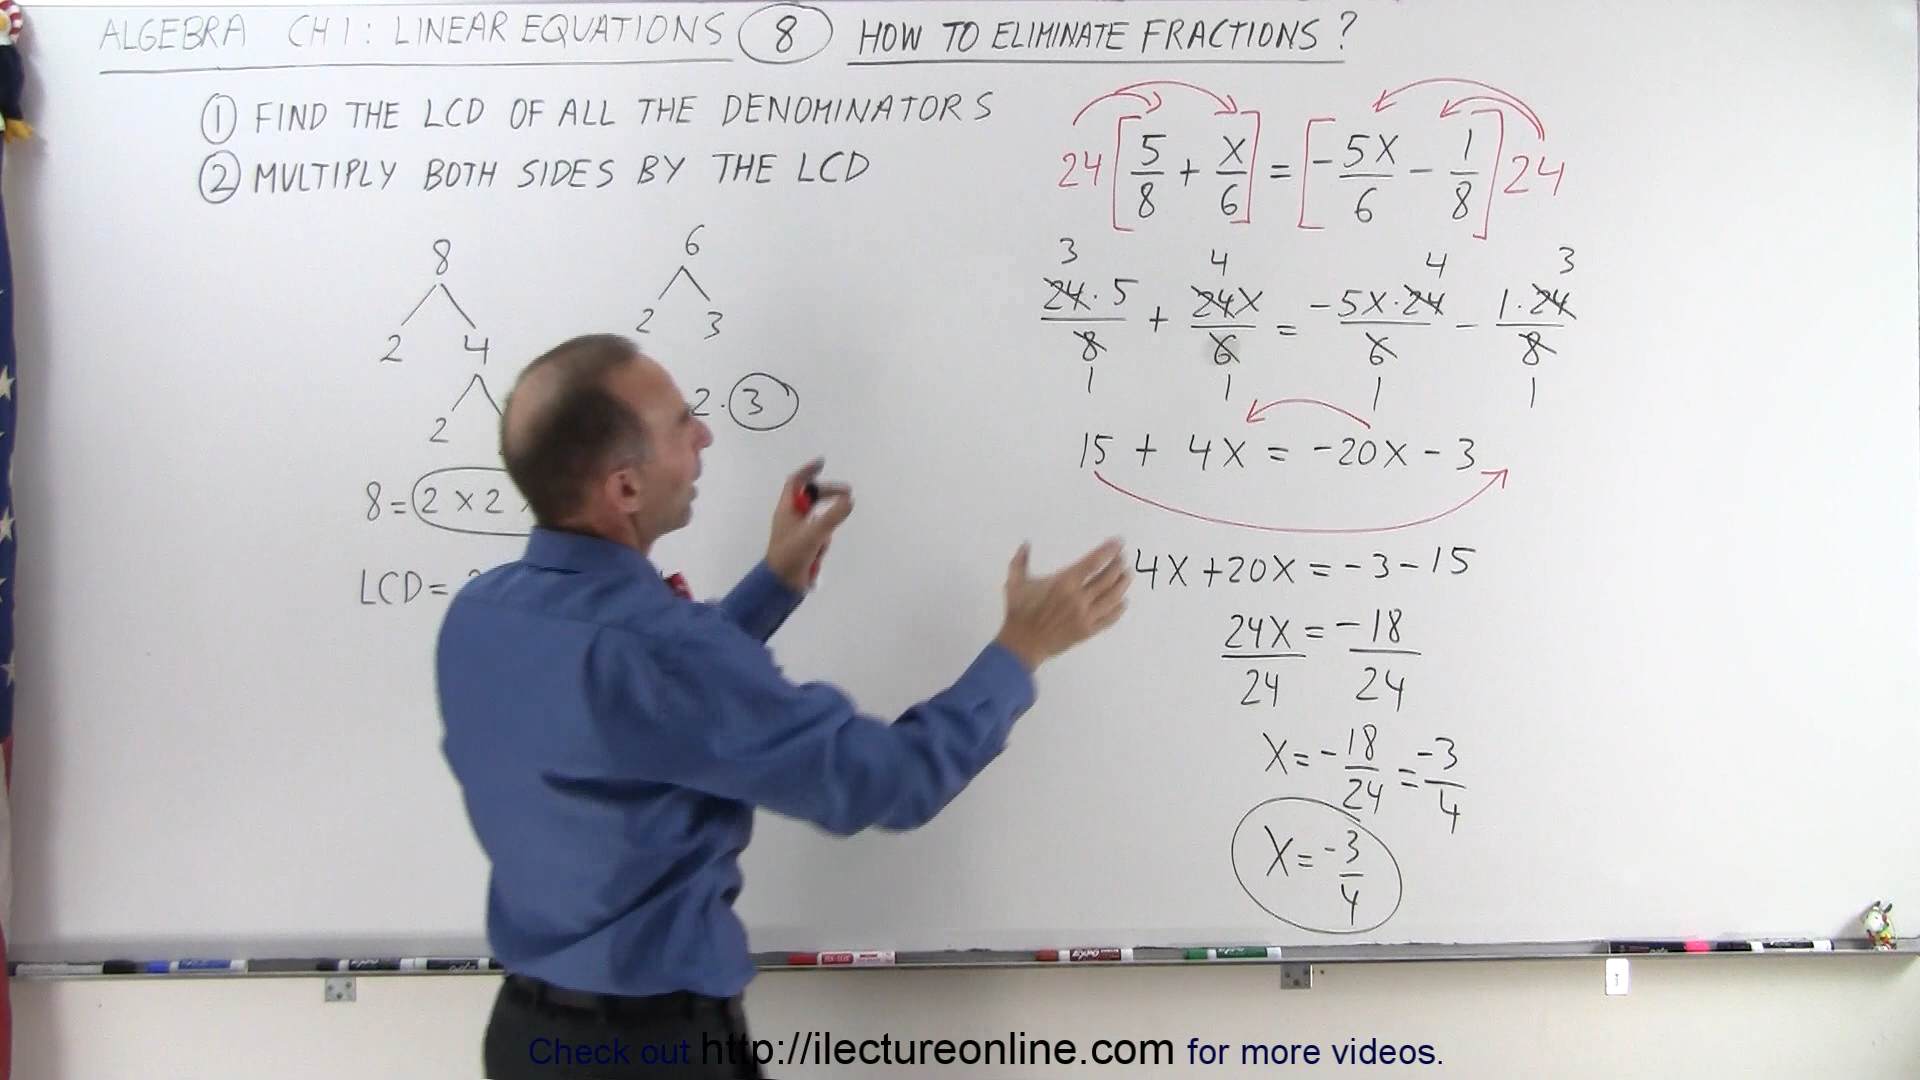 ALGEBRA CH 1: LINEAR EQUATIONS 8 HOW TO ELIMINATE FRACTIONS?
① FIND THE LCD OF ALL THE DENOMINATORS
② MULTIPLY BOTH SIDES BY THE LCD
8
2 4
2
6
2 3
2 · 3
8 = 2 × 2 ×
LCD =
24 [5/8 + X/6] = [-5X/6 - 1/8] 24
3 4 4 3
24·5/8 + 24X/6 = -5X·24/6 - 1·24/8
1 1 1 1
15 + 4X = -20X - 3
4X + 20X = -3 - 15
24X/24 = -18/24
X = -18/24 = -3/4
X = -3/4
Check out http://ilectureonline.com for more videos.